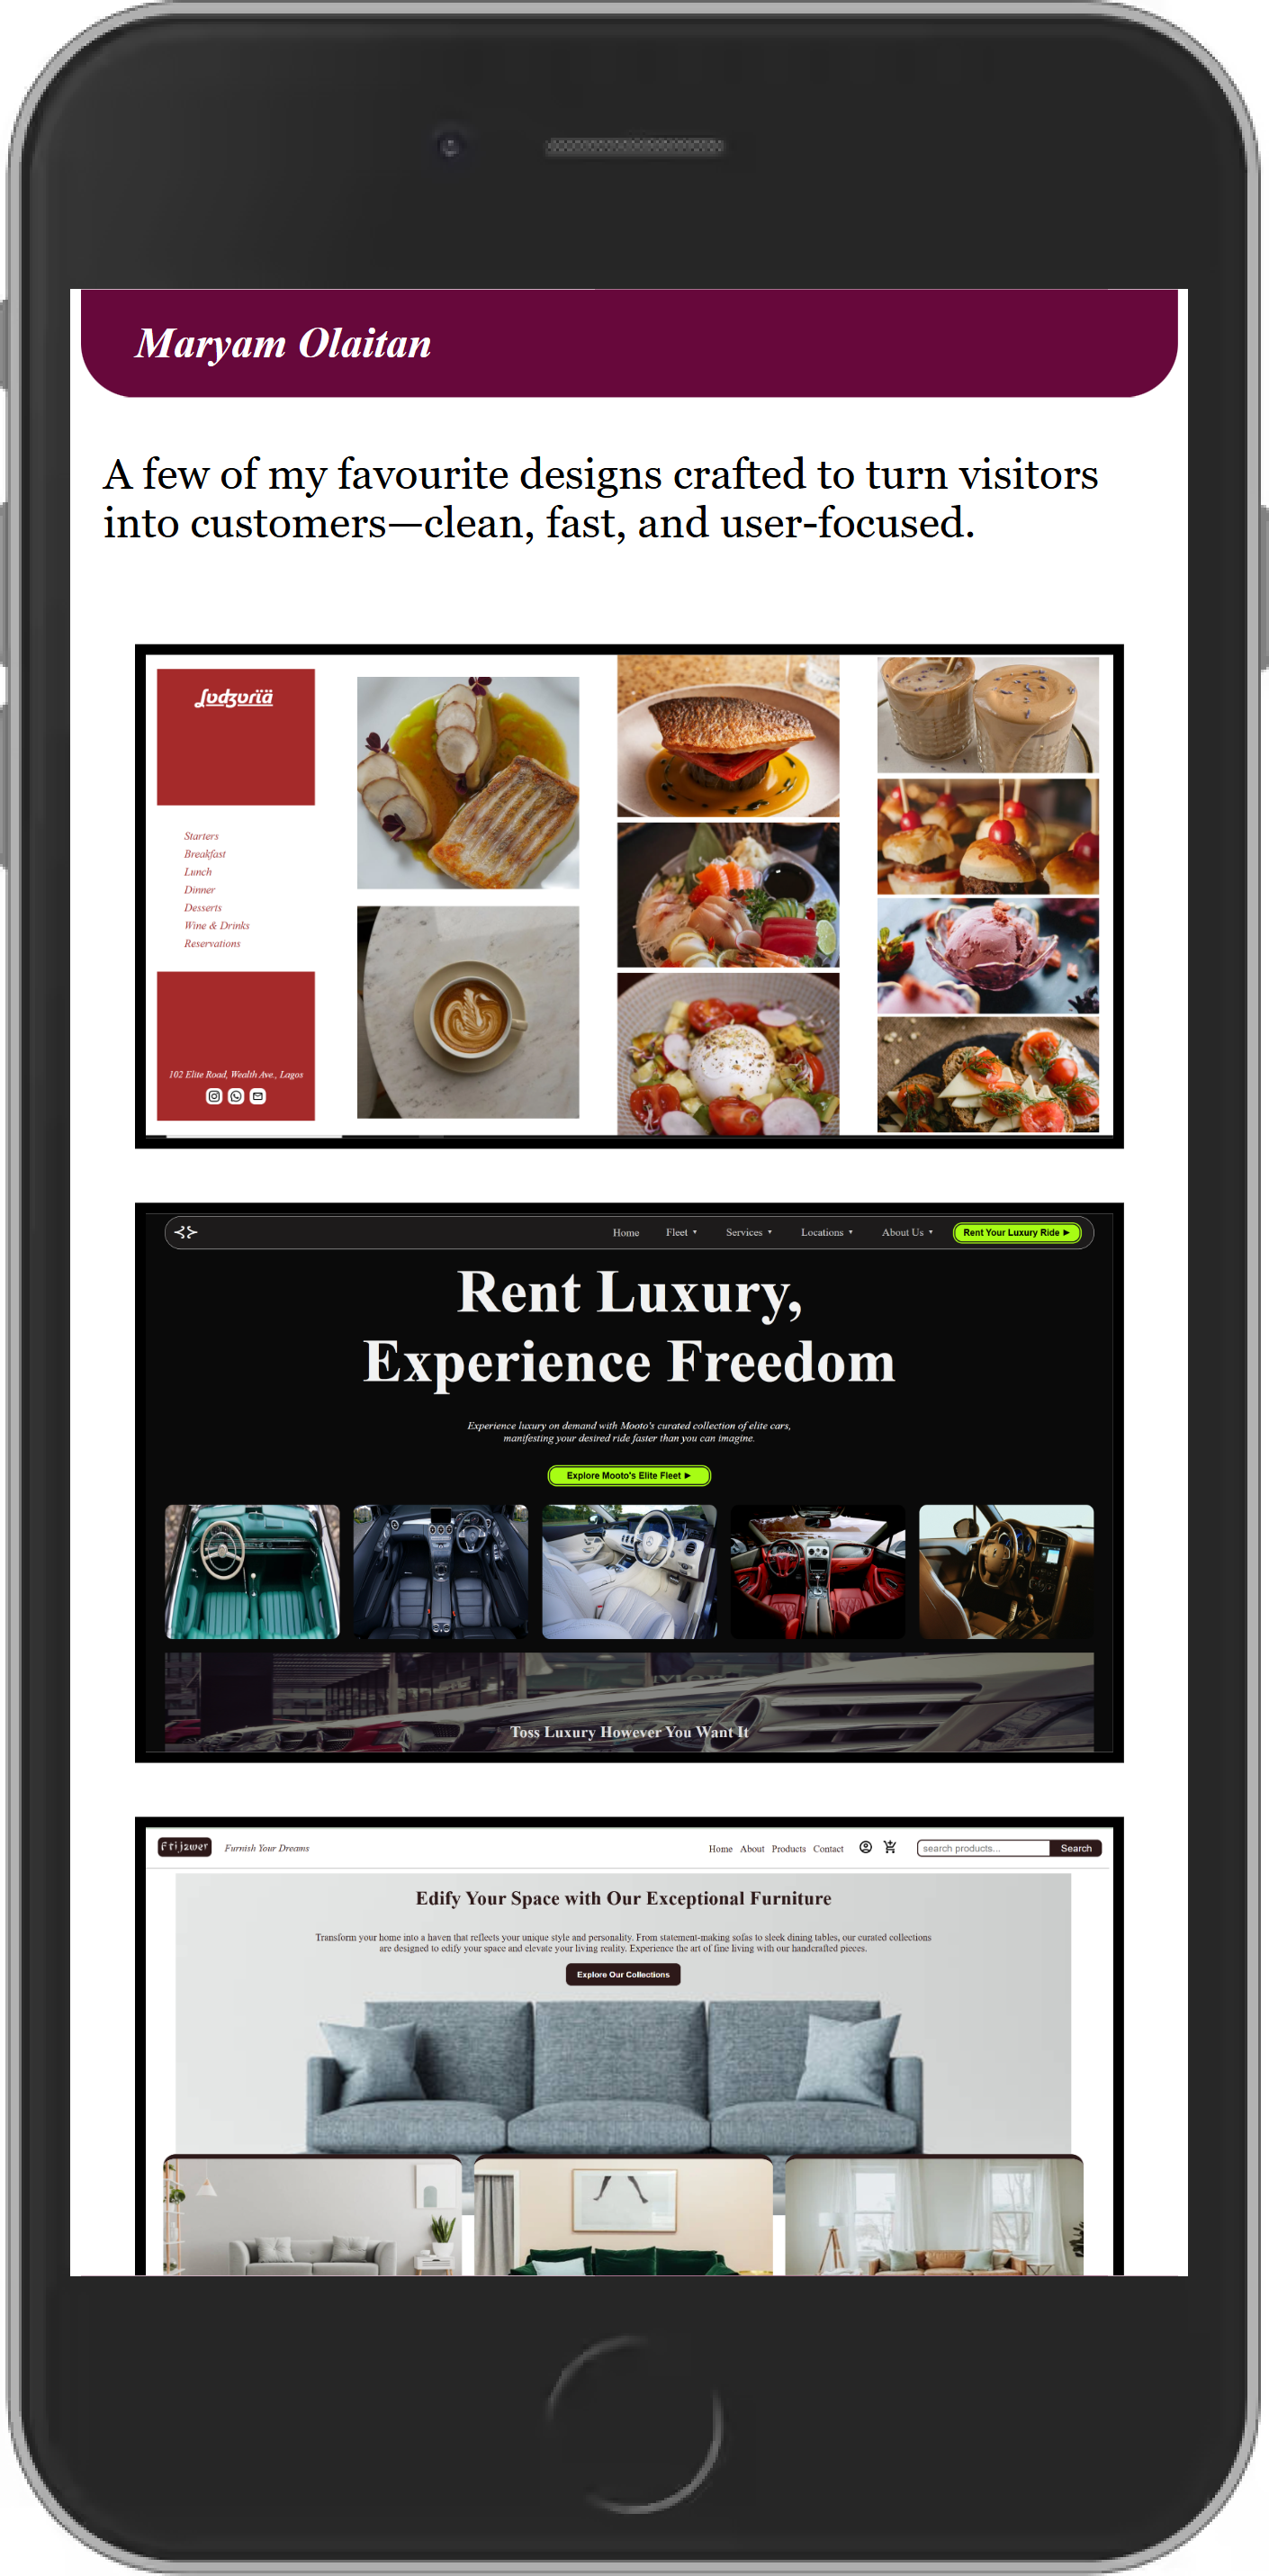 Maryam Olaitan
A few of my favourite designs crafted to turn visitors
into customers—clean, fast, and user-focused.
Starters
Breakfast
Lunch
Dinner
Desserts
Wine & Drinks
Reservations
102 Elite Road, Wealth Ave., Lagos
Home Fleet Services Locations About Us Rent Your Luxury Ride
Rent Luxury,
Experience Freedom
Experience luxury on demand with Mooto's curated collection of elite cars,
manifesting your desired ride faster than you can imagine.
Explore Mooto's Elite Fleet
Toss Luxury However You Want It
Frijawer Furnish Your Dreams Home About Products Contact search products... Search
Edify Your Space with Our Exceptional Furniture
Transform your home into a haven that reflects your unique style and personality. From statement-making sofas to sleek dining tables, our curated collections
are designed to edify your space and elevate your living reality. Experience the art of fine living with our handcrafted pieces.
Explore Our Collections